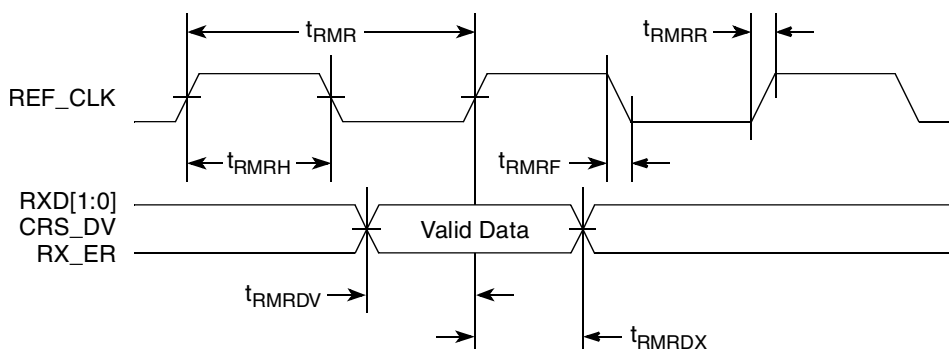 tRMR
tRMRR
REF_CLK
tRMRH
tRMRF
RXD[1:0]
CRS_DV
RX_ER
Valid Data
tRMRDV
tRMRDX